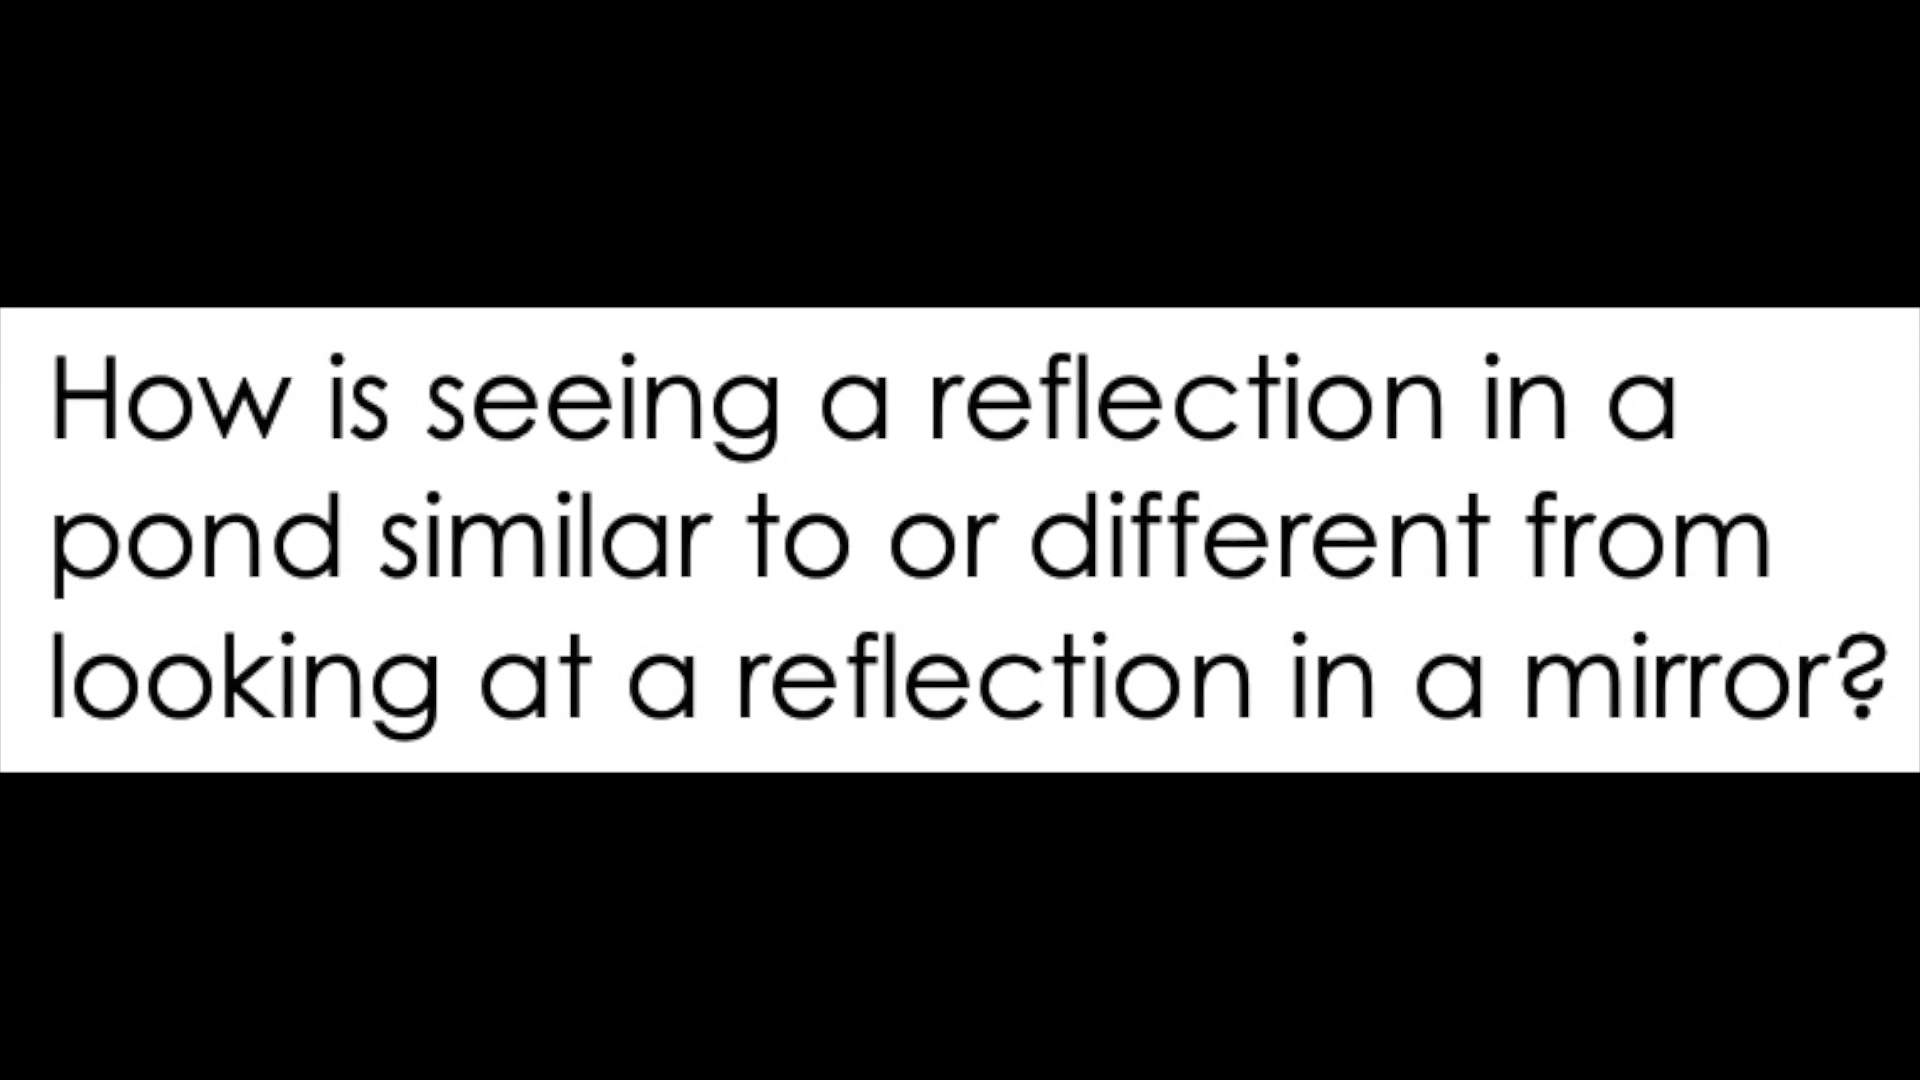 How is seeing a reflection in a
pond similar to or different from
looking at a reflection in a mirror?